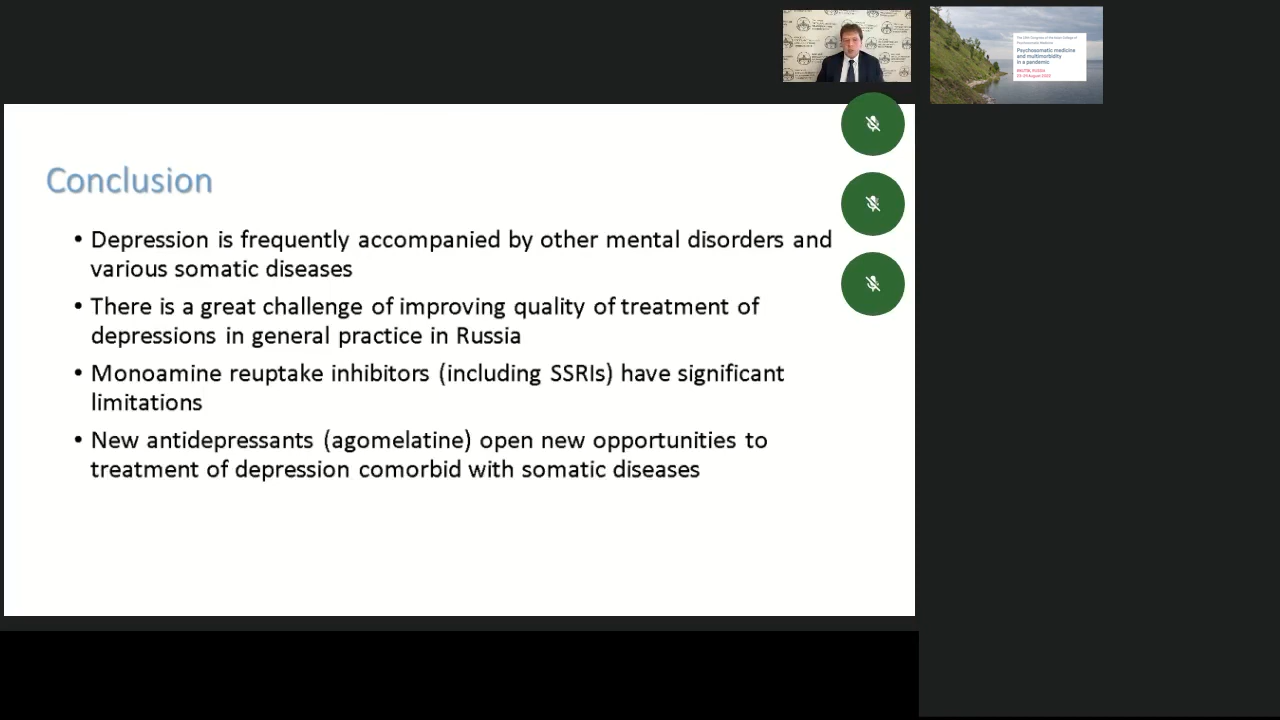 Psychosomatic medicine
and multimorbidity
in a pandemic
IRKUTSK, RUSSIA
Conclusion
• Depression is frequently accompanied by other mental disorders and
various somatic diseases
• There is a great challenge of improving quality of treatment of
depressions in general practice in Russia
• Monoamine reuptake inhibitors (including SSRIs) have significant
limitations
• New antidepressants (agomelatine) open new opportunities to
treatment of depression comorbid with somatic diseases